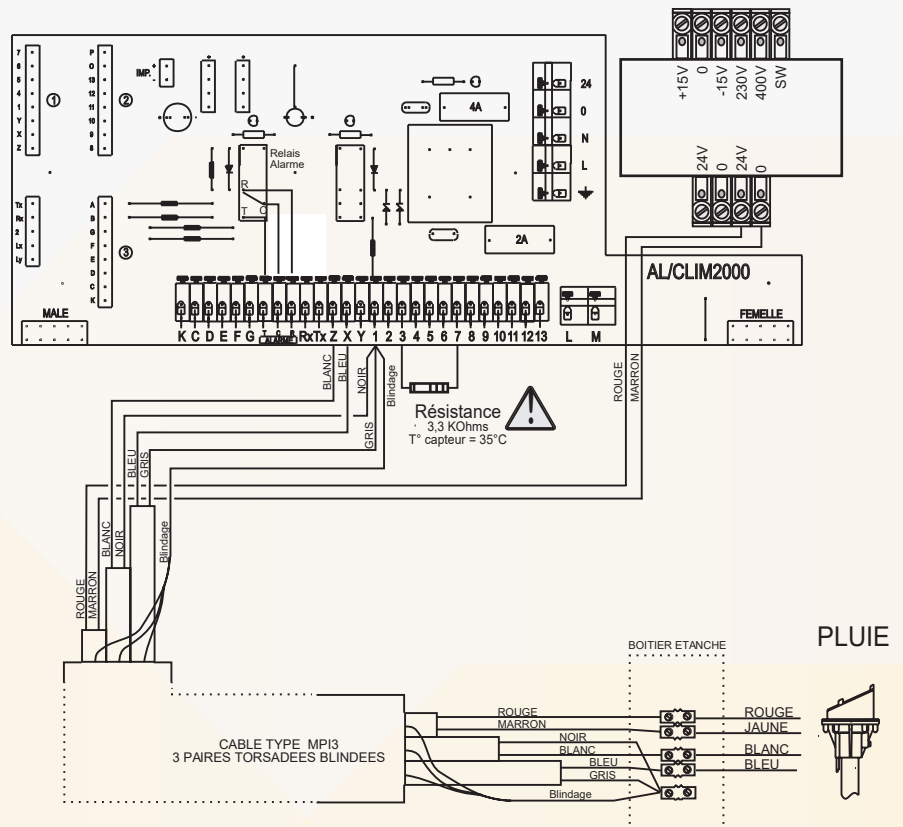 +15V
0
-15V
230V
400V
SW
24V
0
24V
0
7
6
5
4
1
Y
X
Z
①
P
O
13
12
11
10
9
8
②
IMP.
+
-
+
+
4A
24
0
N
L
Relais
Alarme
R
T C
Tx
Rx
2
Lx
Ly
A
B
G
F
E
D
C
K
③
2A
AL/CLIM2000
MALE
FEMELLE
K C D E F G T C R Rx Tx Z X Y 1 2 3 4 5 6 7 8 9 10 11 12 13
ALARME
L M
BLANC
BLEU
NOIR
GRIS
Blindage
Résistance
3,3 KOhms
T° capteur = 35°C
ROUGE
MARRON
BLEU
GRIS
BLANC
NOIR
Blindage
ROUGE
MARRON
BOITIER ETANCHE
PLUIE
CABLE TYPE MPI3
3 PAIRES TORSADEES BLINDEES
ROUGE
MARRON
NOIR
BLANC
BLEU
GRIS
Blindage
ROUGE
JAUNE
BLANC
BLEU